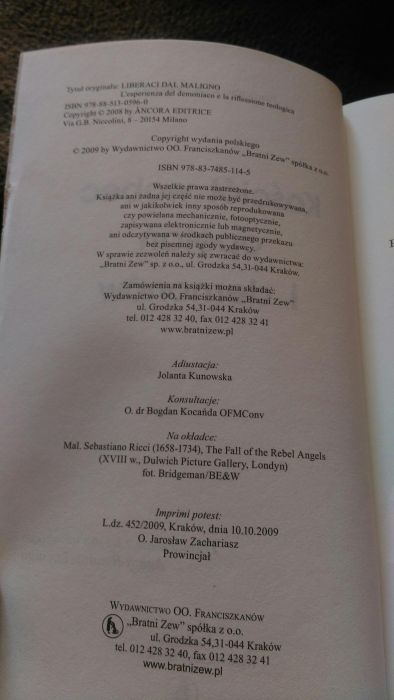 Tytuł oryginału: LIBERACI DAL MALIGNO
L'esperienza del demoniaco e la riflessione teologica
ISBN 978-88-513-0596-0
Copyright © 2008 by ÀNCORA EDITRICE
Via G.B. Niccolini, 8 – 20154 Milano
Copyright wydania polskiego
© 2009 by Wydawnictwo OO. Franciszkanów „Bratni Zew” spółka z o.o.
ISBN 978-83-7485-114-5
Wszelkie prawa zastrzeżone.
Książka ani żadna jej część nie może być przedrukowywana,
ani w jakikolwiek inny sposób reprodukowana
czy powielana mechanicznie, fotooptycznie,
zapisywana elektronicznie lub magnetycznie,
ani odczytywana w środkach publicznego przekazu
bez pisemnej zgody wydawcy.
W sprawie zezwoleń należy się zwracać do wydawnictwa:
„Bratni Zew” sp. z o.o., ul. Grodzka 54,31-044 Kraków.
Zamówienia na książki można składać:
Wydawnictwo OO. Franciszkanów „Bratni Zew”
ul. Grodzka 54,31-044 Kraków
tel. 012 428 32 40, fax 012 428 32 41
www.bratnizew.pl
Adiustacja:
Jolanta Kunowska
Konsultacje:
O. dr Bogdan Kocańda OFMConv
Na okładce:
Mal. Sebastiano Ricci (1658-1734), The Fall of the Rebel Angels
(XVIII w., Dulwich Picture Gallery, Londyn)
fot. Bridgeman/BE&W
Imprimi potest:
L.dz. 452/2009, Kraków, dnia 10.10.2009
O. Jarosław Zachariasz
Prowincjał
WYDAWNICTWO OO. FRANCISZKANÓW
„Bratni Zew” spółka z o.o.
ul. Grodzka 54,31-044 Kraków
tel. 012 428 32 40, fax 012 428 32 41
www.bratnizew.pl